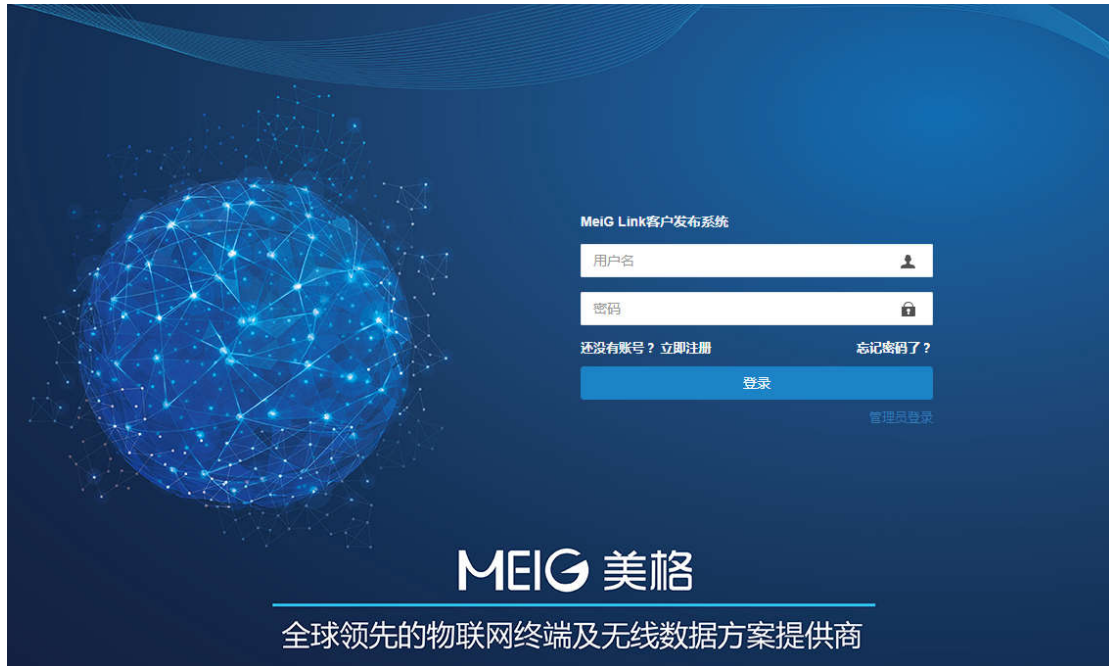 MeiG Link客户发布系统
用户名
密码
还没有账号？立即注册 忘记密码了？
登录
管理员登录
MEIG 美格
全球领先的物联网终端及无线数据方案提供商